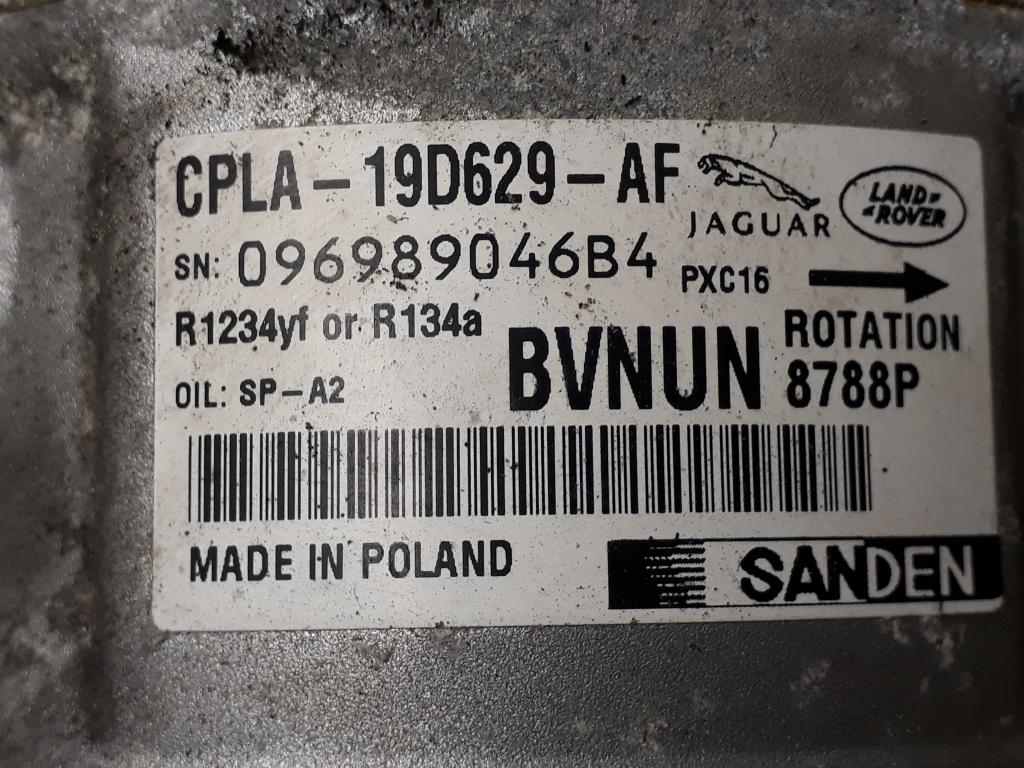 CPLA-19D629-AF
JAGUAR
LAND-
-ROVER
SN: 096989046B4
PXC16
R1234yf or R134a
BVNUN
ROTATION
8788P
OIL: SP-A2
MADE IN POLAND
SANDEN